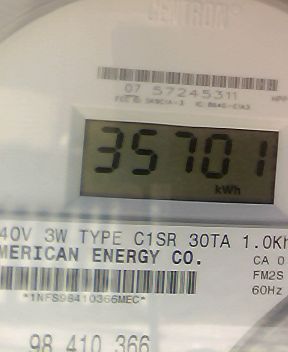 CENTRON
07 57245311
35701
kWh
40V 3W TYPE C1SR 30TA 1.0Kh
MERICAN ENERGY CO.
CA 0
FM2S
*1NFS98410366MEC*
60Hz
98 410 366